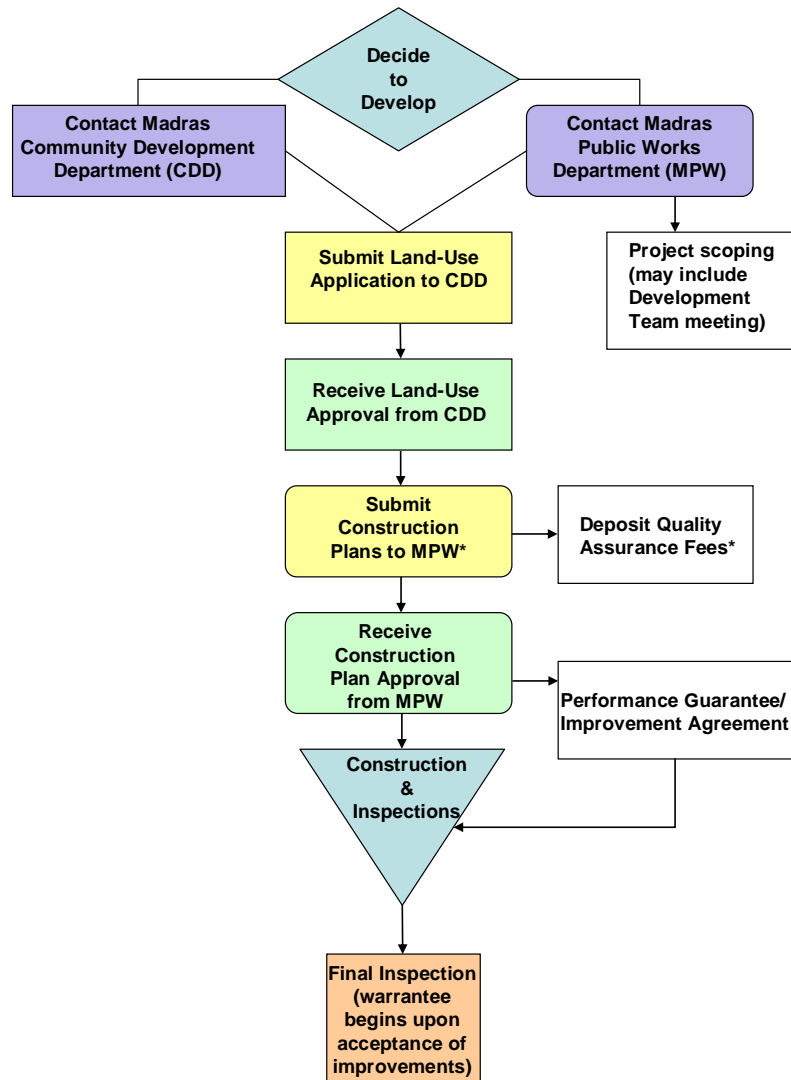 Decide
to
Develop
Contact Madras
Community Development
Department (CDD)
Contact Madras
Public Works
Department (MPW)
Submit Land-Use
Application to CDD
Project scoping
(may include
Development
Team meeting)
Receive Land-Use
Approval from CDD
Submit
Construction
Plans to MPW*
Deposit Quality
Assurance Fees*
Receive
Construction
Plan Approval
from MPW
Performance Guarantee/
Improvement Agreement
Construction
&
Inspections
Final Inspection
(warrantee
begins upon
acceptance of
improvements)